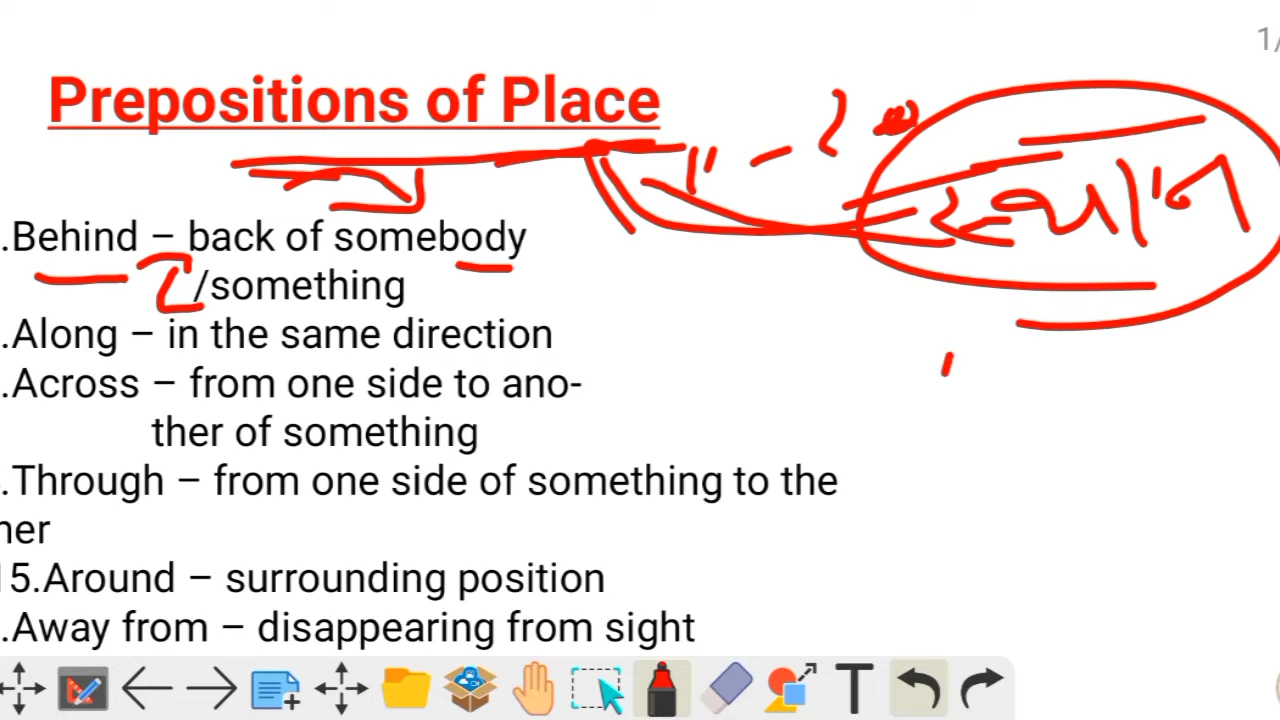 1/
Prepositions of Place
.Behind – back of somebody
/something
.Along – in the same direction
.Across – from one side to ano-
ther of something
.Through – from one side of something to the
her
15.Around – surrounding position
.Away from – disappearing from sight
T